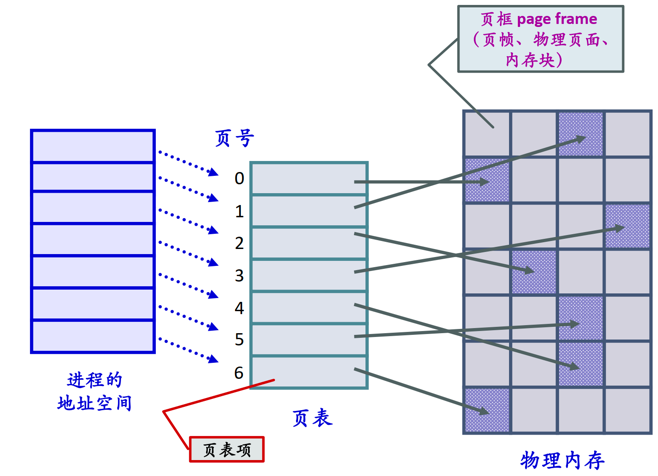 页框 page frame
（页帧、物理页面、
内存块）
页号
0
1
2
3
4
5
6
进程的
地址空间
页表
页表项
物理内存